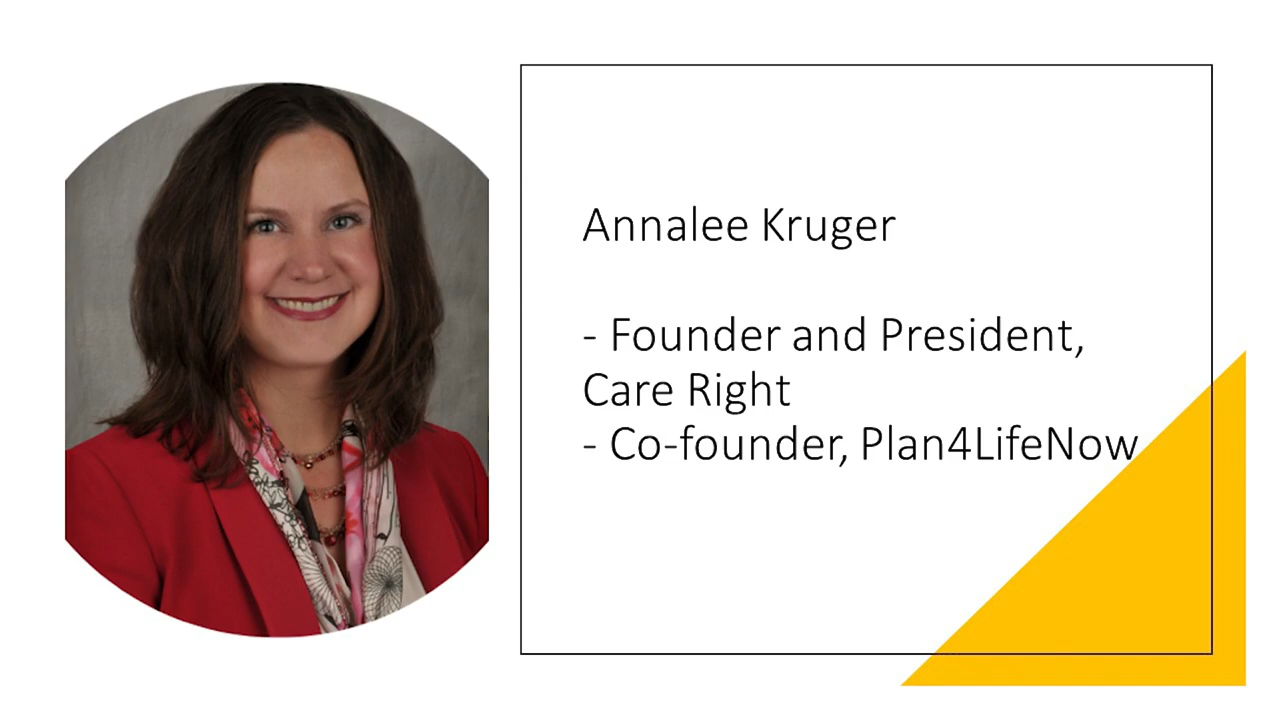 Annalee Kruger
- Founder and President,
Care Right
- Co-founder, Plan4LifeNow